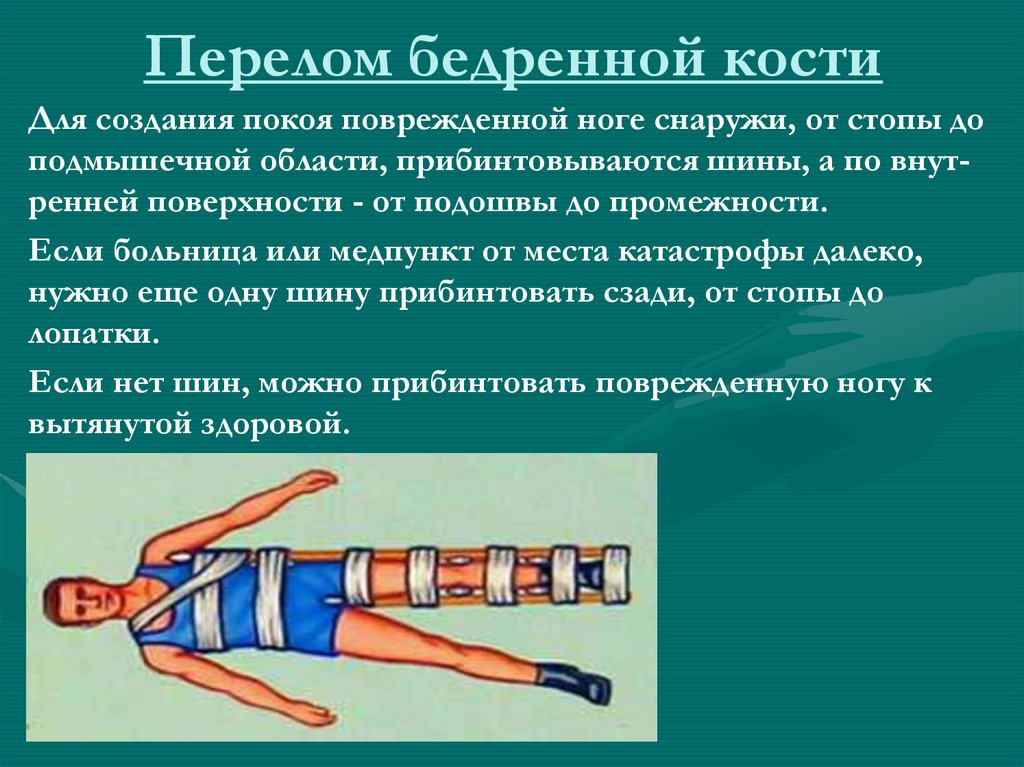 Перелом бедренной кости
Для создания покоя поврежденной ноге снаружи, от стопы до
подмышечной области, прибинтовываются шины, а по внут-
ренней поверхности - от подошвы до промежности.
Если больница или медпункт от места катастрофы далеко,
нужно еще одну шину прибинтовать сзади, от стопы до
лопатки.
Если нет шин, можно прибинтовать поврежденную ногу к
вытянутой здоровой.